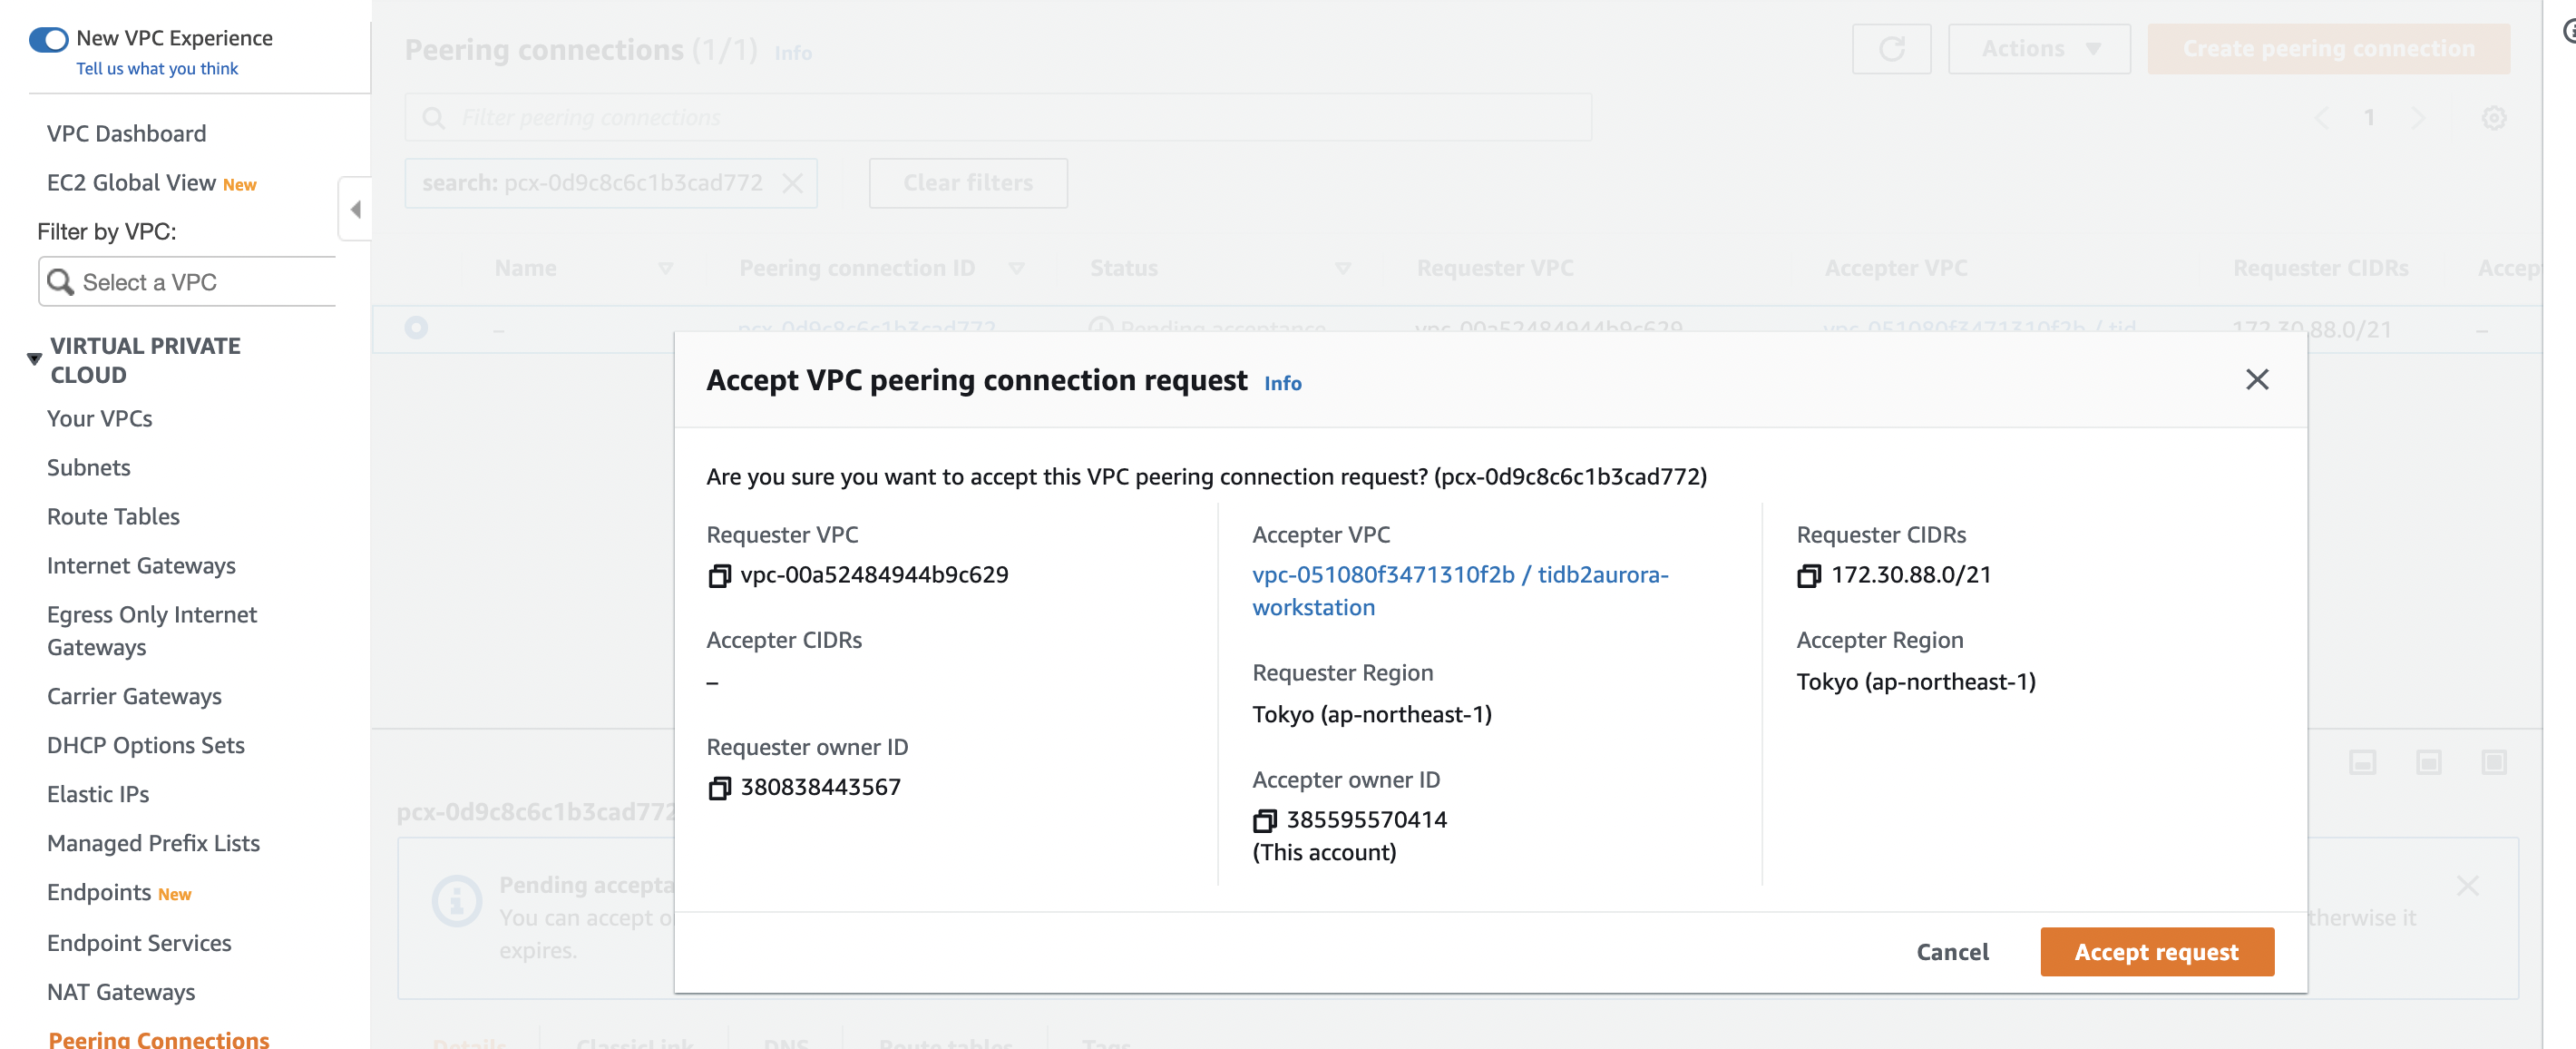 New VPC Experience
Tell us what you think
VPC Dashboard
EC2 Global View New
Filter by VPC:
Select a VPC
VIRTUAL PRIVATE
CLOUD
Your VPCs
Subnets
Route Tables
Internet Gateways
Egress Only Internet
Gateways
Carrier Gateways
DHCP Options Sets
Elastic IPs
Managed Prefix Lists
Endpoints New
Endpoint Services
NAT Gateways
Peering Connections
Peering connections (1/1) Info
Actions
Create peering connection
Filter peering connections
1
search: pcx-0d9c8c6c1b3cad772
Clear filters
Name Peering connection ID Status Requester VPC Accepter VPC Requester CIDRs Accep
– pcx-0d9c8c6c1b3cad772 Pending acceptance vpc-00a52484944b9c629 vpc-051080f3471310f2b / tid 172.30.88.0/21 –
Accept VPC peering connection request Info
Are you sure you want to accept this VPC peering connection request? (pcx-0d9c8c6c1b3cad772)
Requester VPC
vpc-00a52484944b9c629
Accepter CIDRs
–
Requester owner ID
380838443567
Accepter VPC
vpc-051080f3471310f2b / tidb2aurora-
workstation
Requester Region
Tokyo (ap-northeast-1)
Accepter owner ID
385595570414
(This account)
Requester CIDRs
172.30.88.0/21
Accepter Region
Tokyo (ap-northeast-1)
Cancel
Accept request
pcx-0d9c8c6c1b3cad772
Pending accepta
You can accept o
therwise it
expires.
Details ClassicLink DNS Route tables Tags